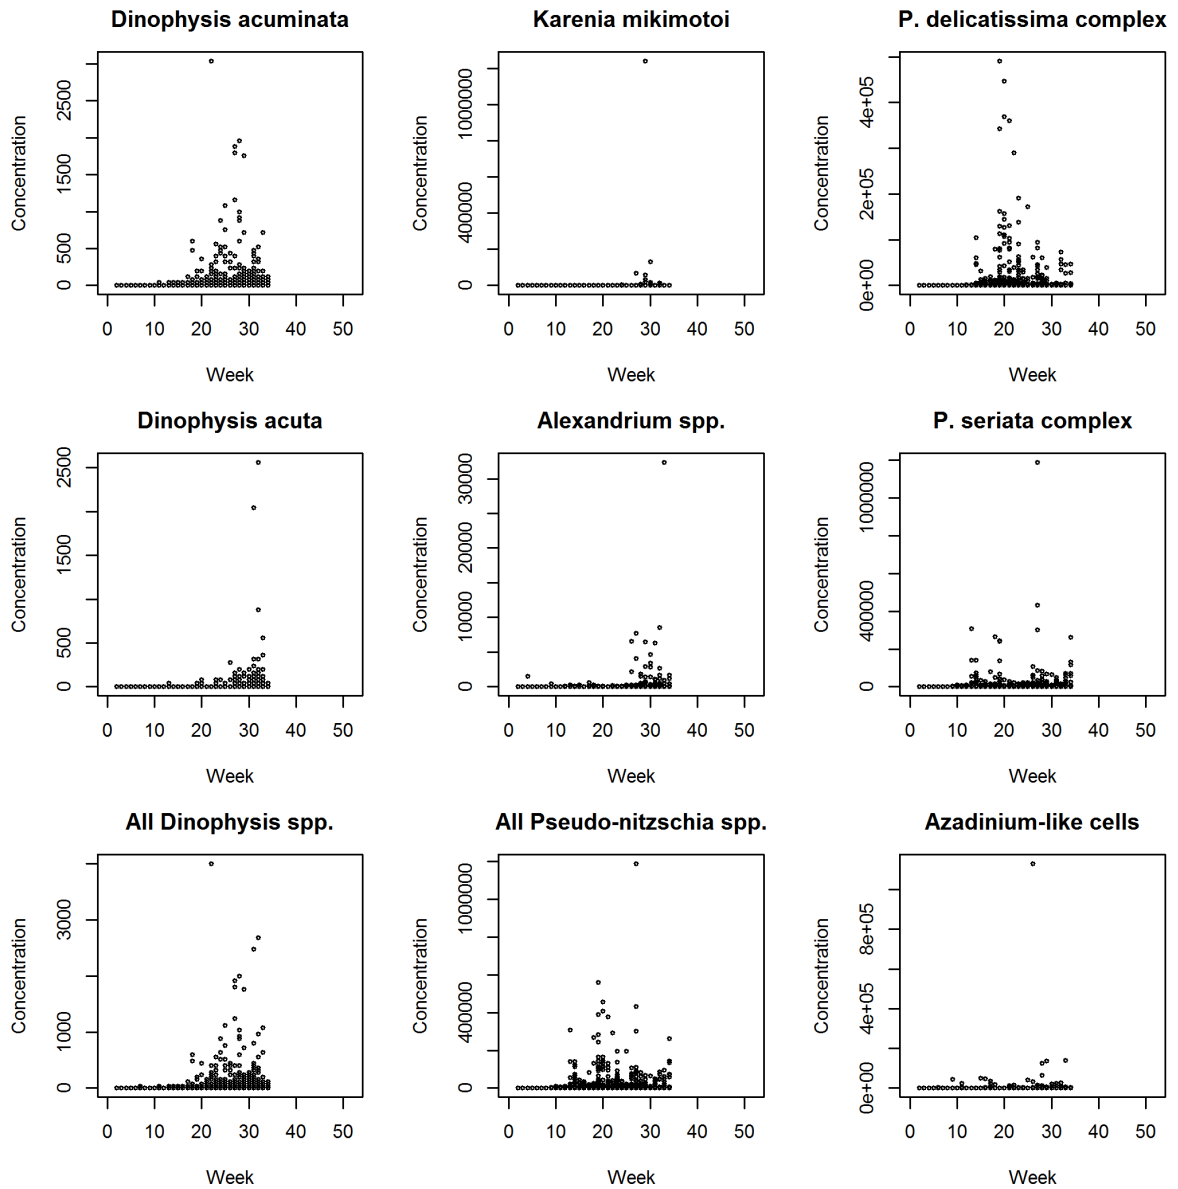 Dinophysis acuminata
Concentration
0 500 1500 2500
0 10 20 30 40 50
Week
Karenia mikimotoi
Concentration
0 400000 1000000
0 10 20 30 40 50
Week
P. delicatissima complex
Concentration
0e+00 2e+05 4e+05
0 10 20 30 40 50
Week
Dinophysis acuta
Concentration
0 500 1500 2500
0 10 20 30 40 50
Week
Alexandrium spp.
Concentration
0 10000 20000 30000
0 10 20 30 40 50
Week
P. seriata complex
Concentration
0 400000 1000000
0 10 20 30 40 50
Week
All Dinophysis spp.
Concentration
0 1000 3000
0 10 20 30 40 50
Week
All Pseudo-nitzschia spp.
Concentration
0 400000 1000000
0 10 20 30 40 50
Week
Azadinium-like cells
Concentration
0e+00 4e+05 8e+05
0 10 20 30 40 50
Week